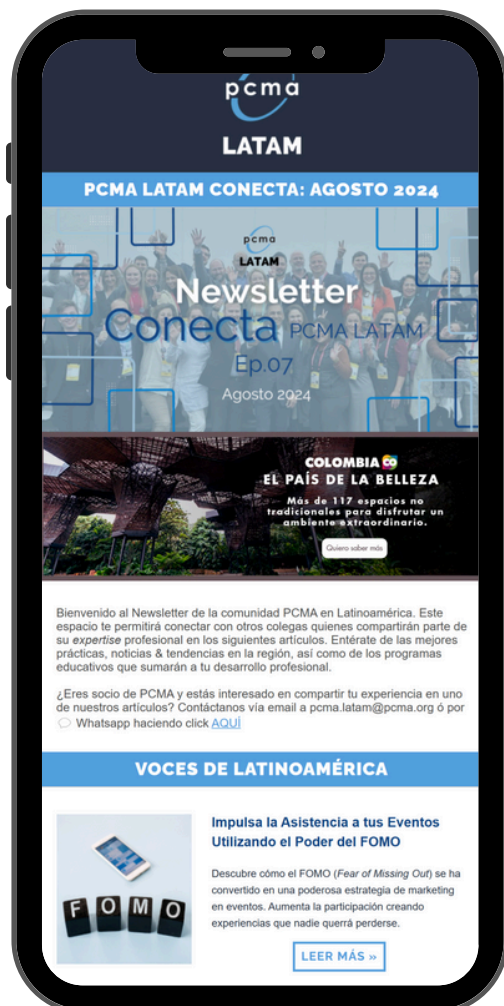 pcma
LATAM
PCMA LATAM CONECTA: AGOSTO 2024
pcma
LATAM
Newsletter
Conecta PCMA LATAM
Ep.07
Agosto 2024
COLOMBIA CO
EL PAÍS DE LA BELLEZA
Más de 117 espacios no
tradicionales para disfrutar un
ambiente extraordinario.
Quiero saber más
Bienvenido al Newsletter de la comunidad PCMA en Latinoamérica. Este
espacio te permitirá conectar con otros colegas quienes compartirán parte de
su expertise profesional en los siguientes artículos. Entérate de las mejores
prácticas, noticias & tendencias en la región, así como de los programas
educativos que sumarán a tu desarrollo profesional.
¿Eres socio de PCMA y estás interesado en compartir tu experiencia en uno
de nuestros artículos? Contáctanos vía email a pcma.latam@pcma.org ó por
Whatsapp haciendo click AQUÍ
VOCES DE LATINOAMÉRICA
Impulsa la Asistencia a tus Eventos
Utilizando el Poder del FOMO
FOMO
Descubre cómo el FOMO (Fear of Missing Out) se ha
convertido en una poderosa estrategia de marketing
en eventos. Aumenta la participación creando
experiencias que nadie querrá perderse.
LEER MÁS »